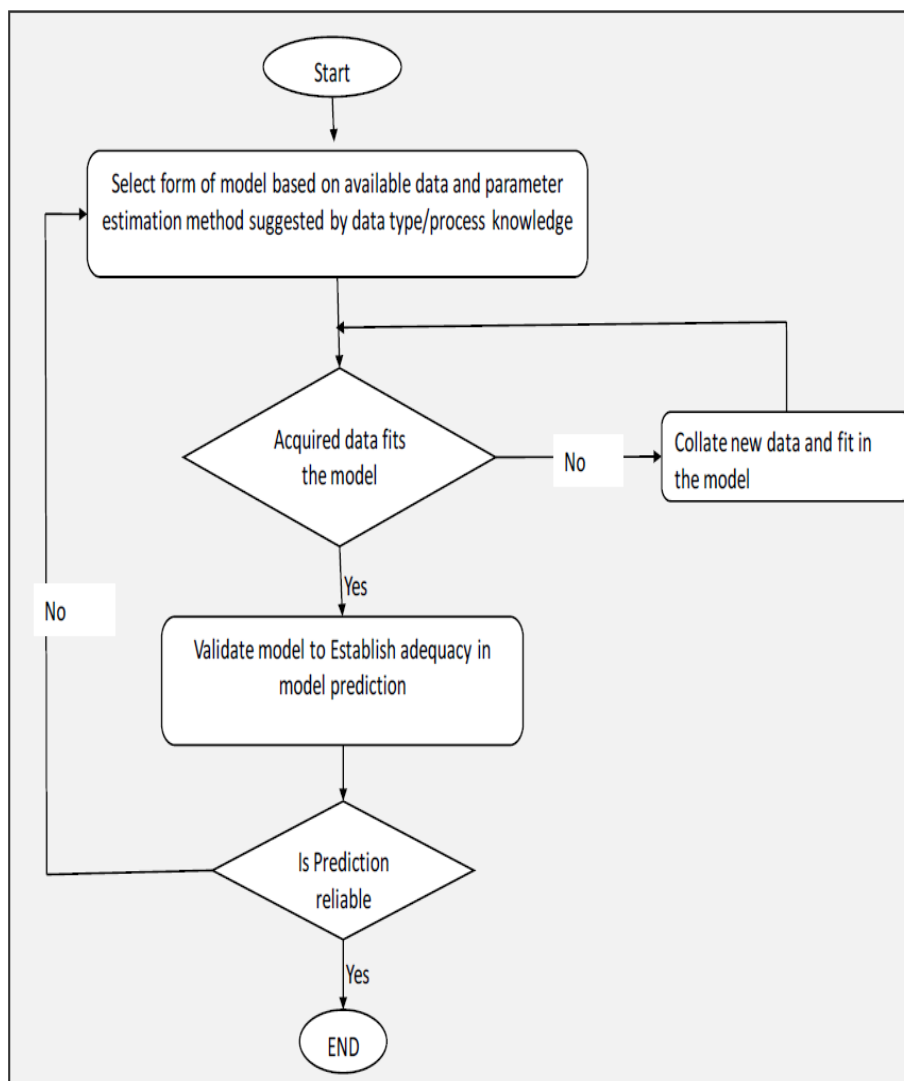 Start
Select form of model based on available data and parameter
estimation method suggested by data type/process knowledge
Acquired data fits
the model
No
Collate new data and fit in
the model
Yes
No
Validate model to Establish adequacy in
model prediction
Is Prediction
reliable
Yes
END